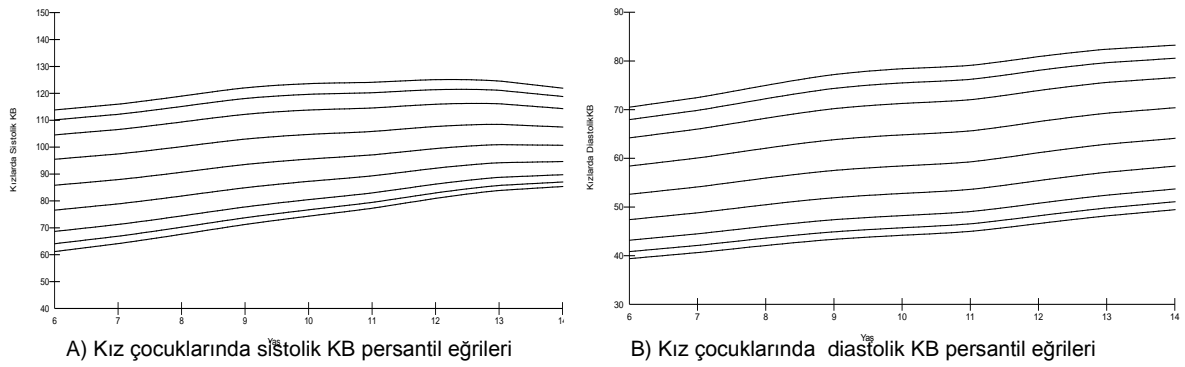 Kızlarda Sistolik KB
150
140
130
120
110
100
90
80
70
60
50
40
6 7 8 9 10 11 12 13 14
Yaş
A) Kız çocuklarında sistolik KB persantil eğrileri
Kızlarda DiastolikKB
90
80
70
60
50
40
30
6 7 8 9 10 11 12 13 14
Yaş
B) Kız çocuklarında diastolik KB persantil eğrileri